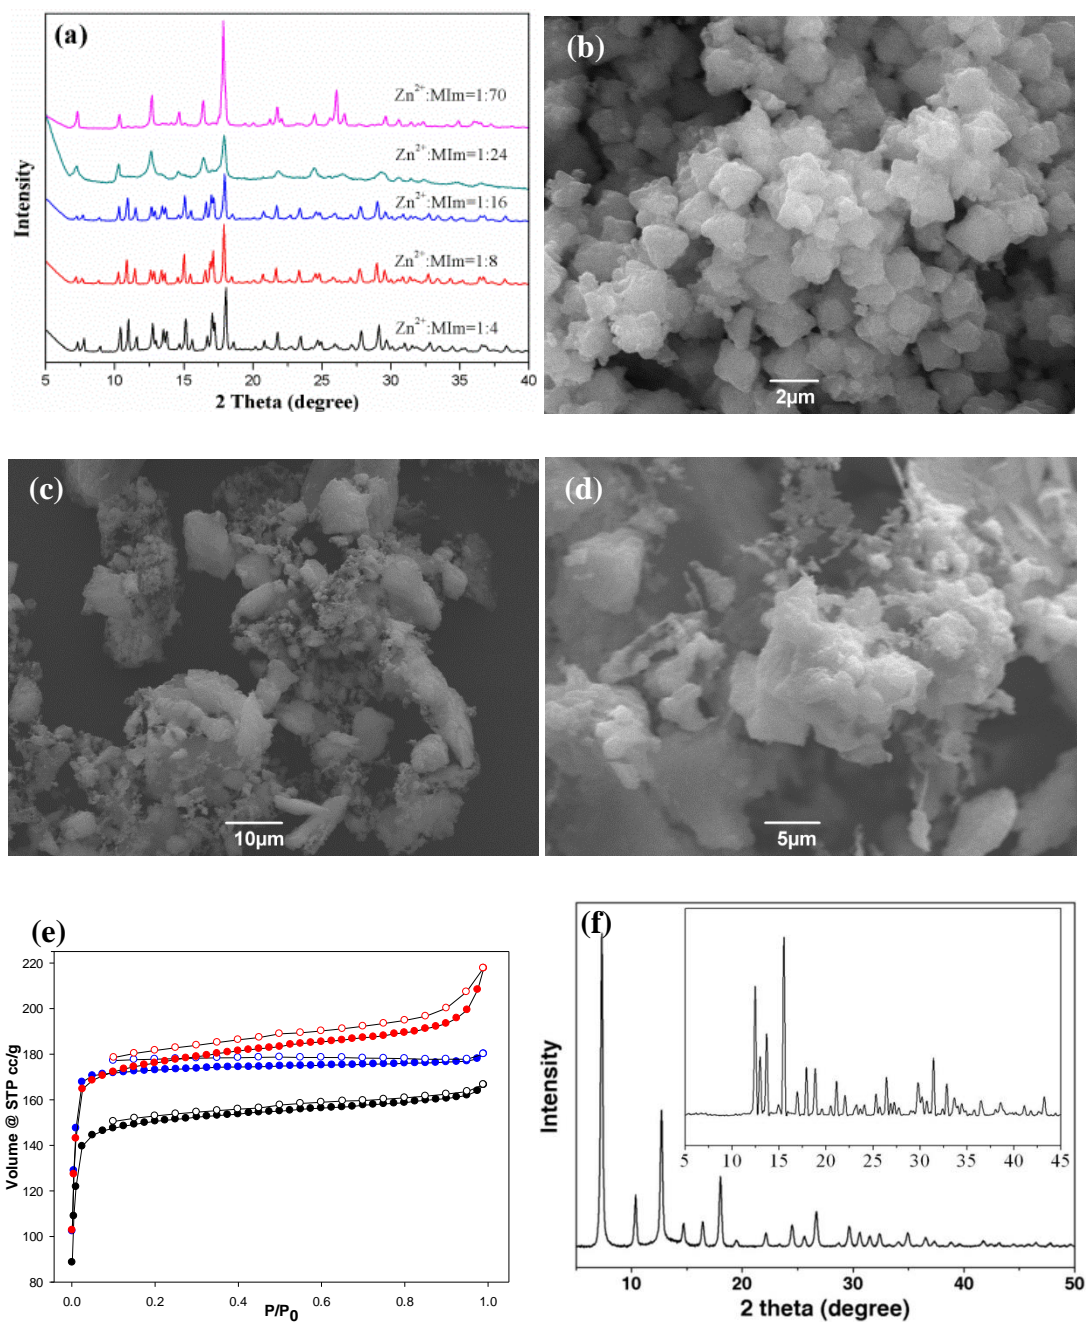 (a)
Zn²⁺:MIm=1:70
Zn²⁺:MIm=1:24
Zn²⁺:MIm=1:16
Zn²⁺:MIm=1:8
Zn²⁺:MIm=1:4
Intensity
5 10 15 20 25 30 35 40
2 Theta (degree)
(b)
2μm
(c)
10μm
(d)
5μm
(e)
220
200
180
160
140
120
100
80
Volume @ STP cc/g
0.0 0.2 0.4 0.6 0.8 1.0
P/P₀
(f)
Intensity
5 10 15 20 25 30 35 40 45
10 20 30 40 50
2 theta (degree)